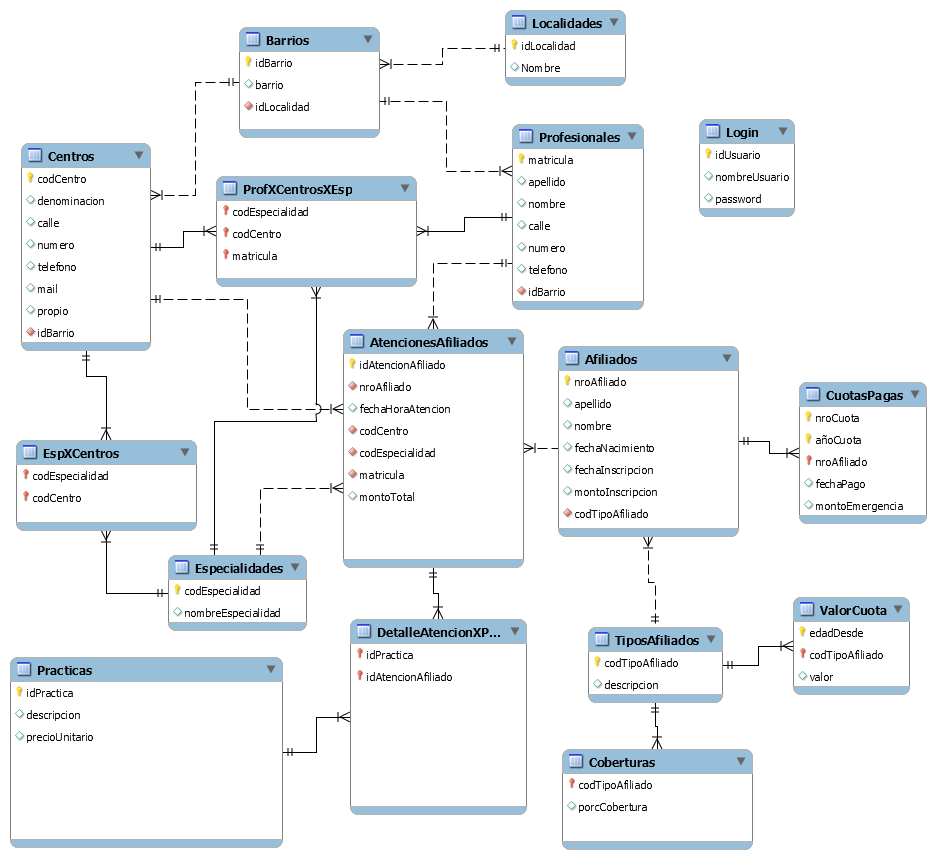 Localidades
idLocalidad
Nombre
Barrios
idBarrio
barrio
idLocalidad
Login
idUsuario
nombreUsuario
password
Profesionales
matricula
apellido
nombre
calle
numero
telefono
idBarrio
Centros
codCentro
denominacion
calle
numero
telefono
mail
propio
idBarrio
ProfXCentrosXEsp
codEspecialidad
codCentro
matricula
AtencionesAfiliados
idAtencionAfiliado
nroAfiliado
fechaHoraAtencion
codCentro
codEspecialidad
matricula
montoTotal
Afiliados
nroAfiliado
apellido
nombre
fechaNacimiento
fechaInscripcion
montoInscripcion
codTipoAfiliado
CuotasPagas
nroCuota
añoCuota
nroAfiliado
fechaPago
montoEmergencia
EspXCentros
codEspecialidad
codCentro
Especialidades
codEspecialidad
nombreEspecialidad
DetalleAtencionXP...
idPractica
idAtencionAfiliado
TiposAfiliados
codTipoAfiliado
descripcion
ValorCuota
edadDesde
codTipoAfiliado
valor
Practicas
idPractica
descripcion
precioUnitario
Coberturas
codTipoAfiliado
porcCobertura